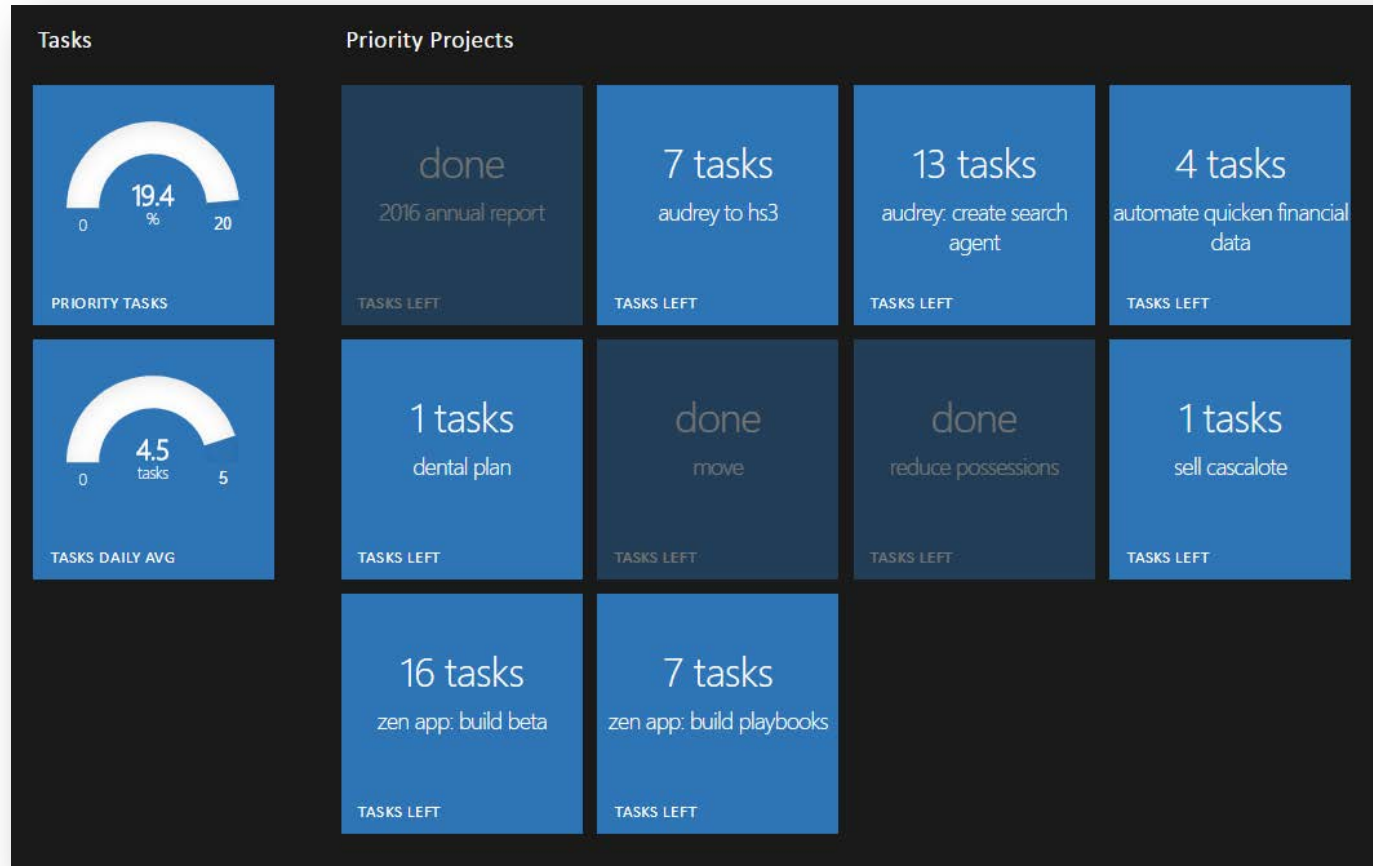 Tasks
Priority Projects
19.4
%
0
20
PRIORITY TASKS
done
2016 annual report
TASKS LEFT
7 tasks
audrey to hs3
TASKS LEFT
13 tasks
audrey: create search
agent
TASKS LEFT
4 tasks
automate quicken financial
data
TASKS LEFT
4.5
tasks
0
5
TASKS DAILY AVG
1 tasks
dental plan
TASKS LEFT
done
move
TASKS LEFT
done
reduce possessions
TASKS LEFT
1 tasks
sell cascalote
TASKS LEFT
16 tasks
zen app: build beta
TASKS LEFT
7 tasks
zen app: build playbooks
TASKS LEFT